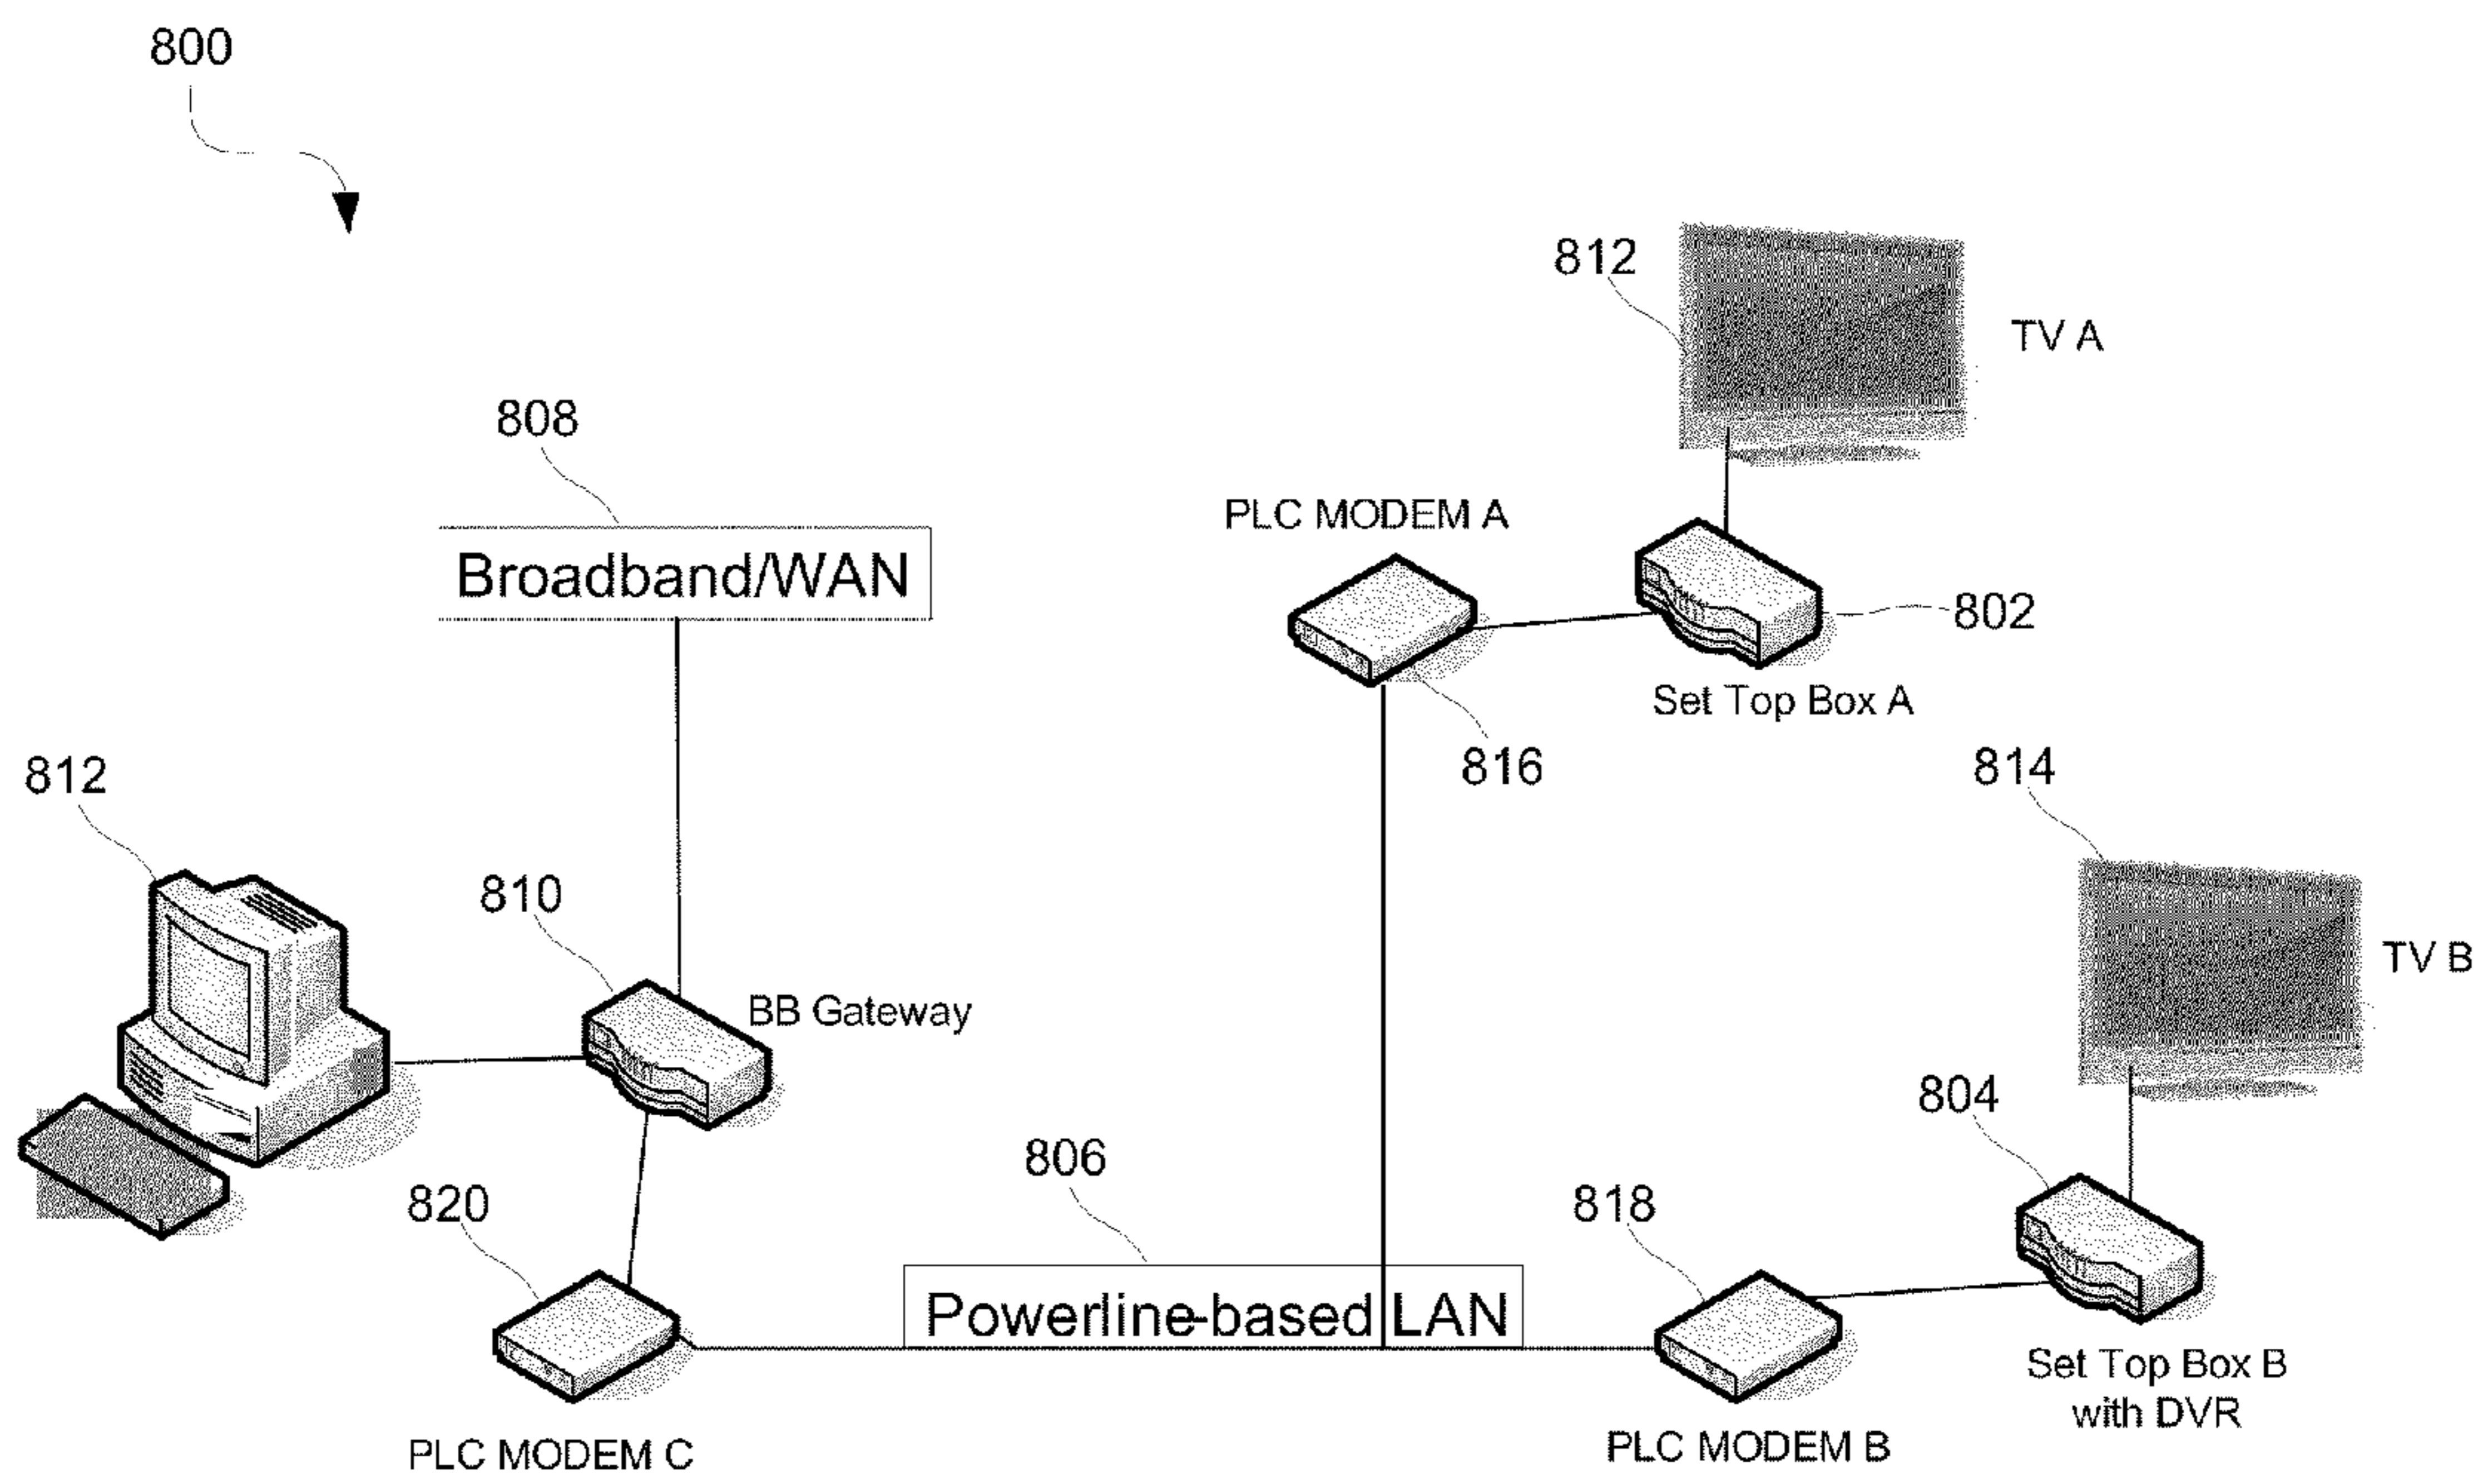 800
812
TV A
808
PLC MODEM A
Broadband/WAN
802
Set Top Box A
816
812
814
810
TV B
BB Gateway
804
806
820
818
Powerline-based LAN
Set Top Box B
with DVR
PLC MODEM C
PLC MODEM B